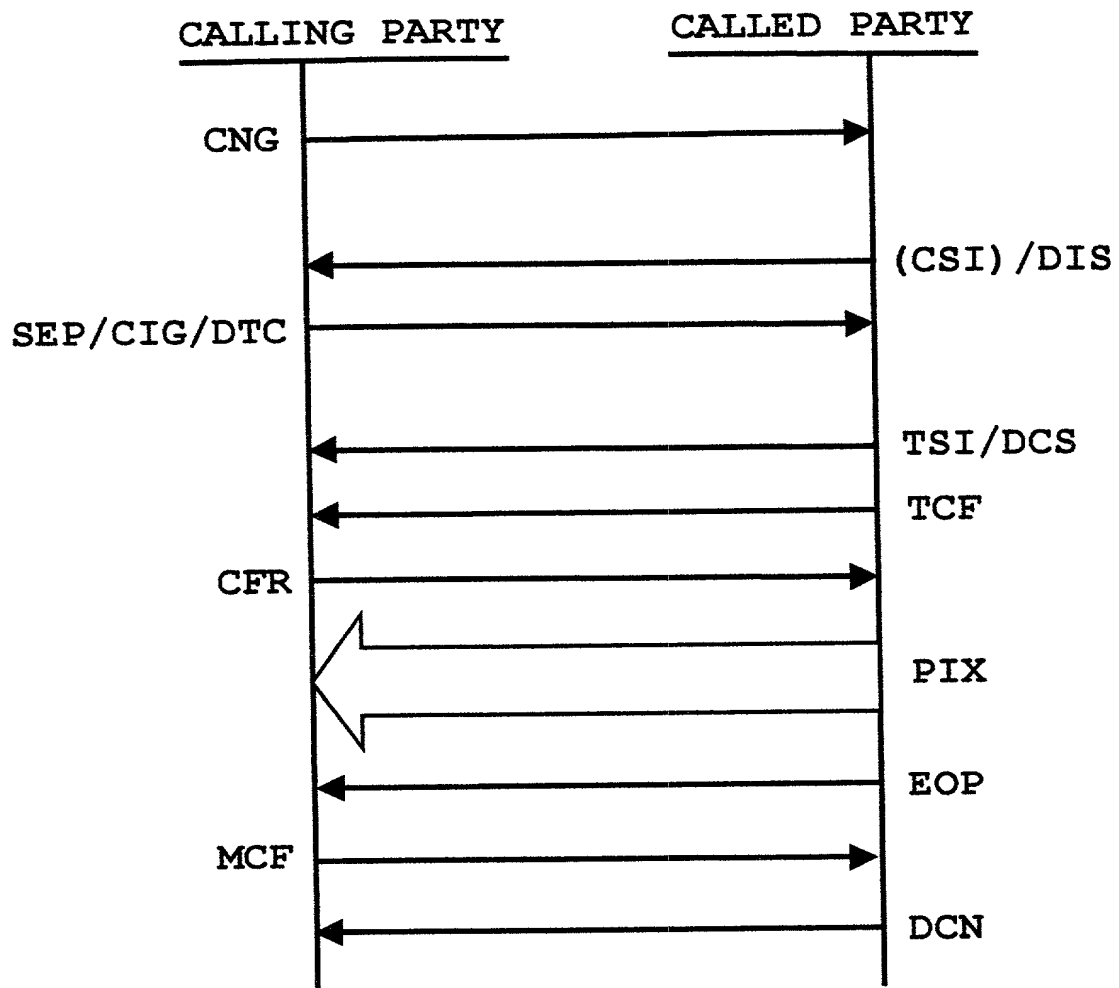 CALLING PARTY
CALLED PARTY
CNG
(CSI)/DIS
SEP/CIG/DTC
TSI/DCS
TCF
CFR
PIX
EOP
MCF
DCN